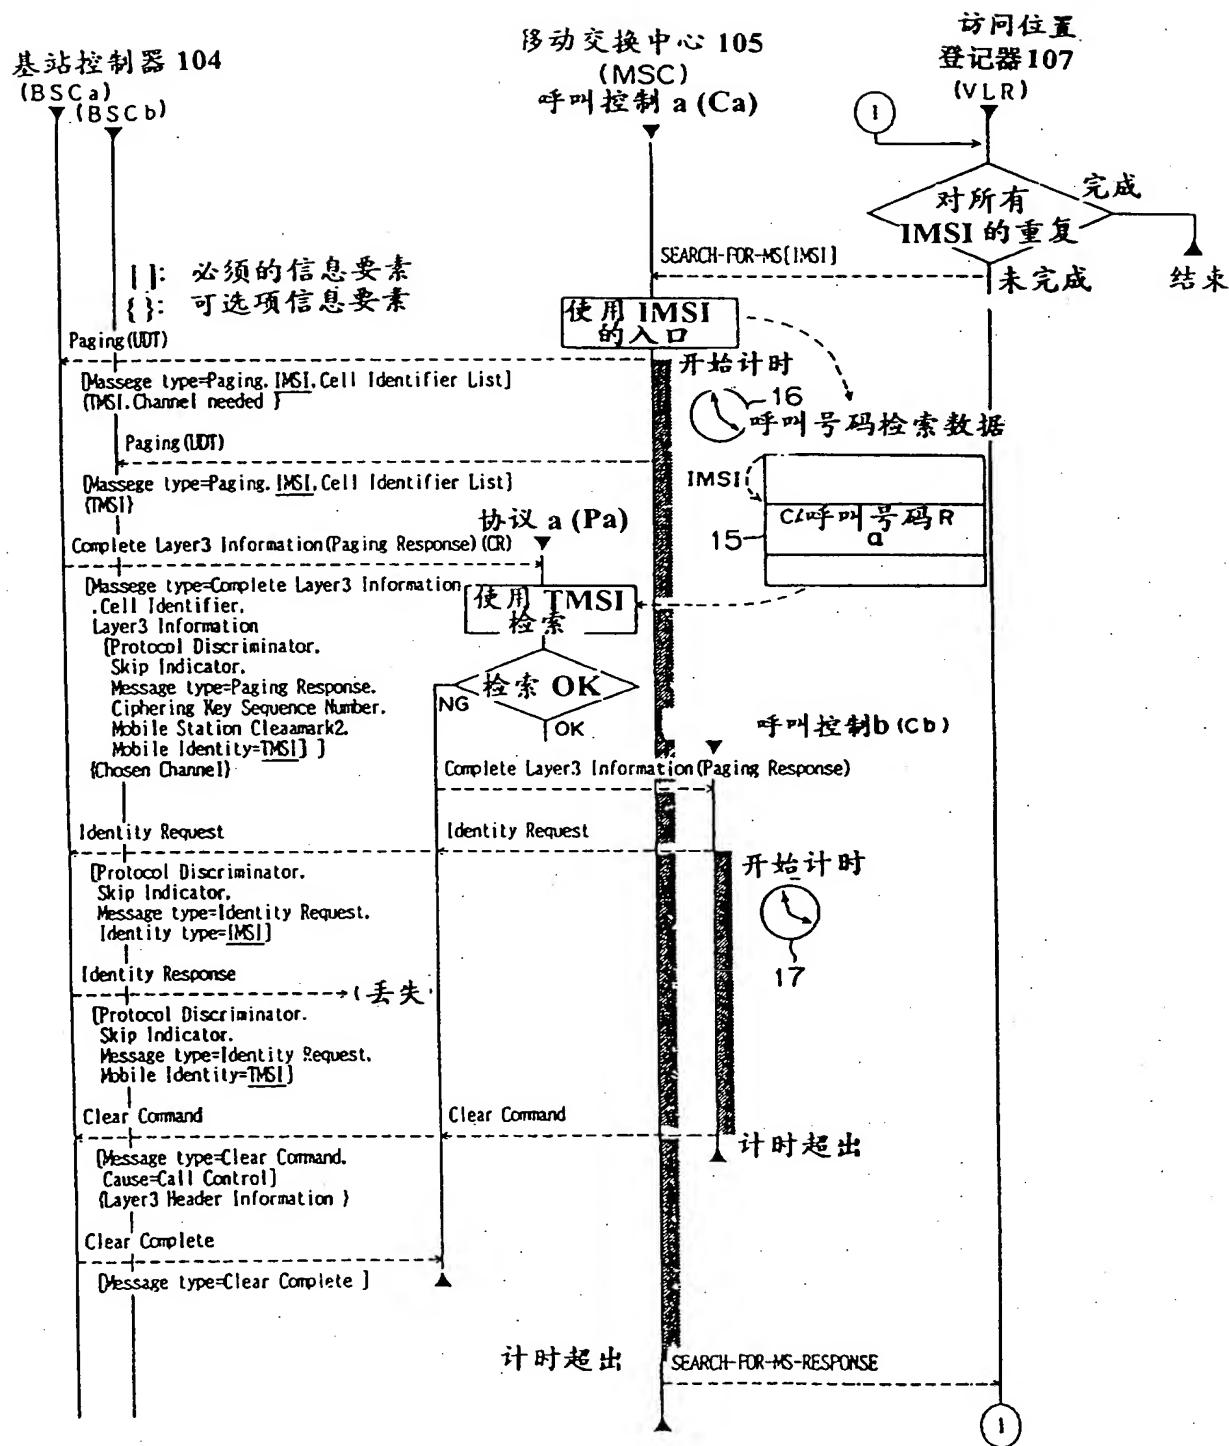 基站控制器 104
(BSCa)
(BSCb)
移动交换中心 105
(MSC)
呼叫控制 a (Ca)
访问位置
登记器107
(VLR)
1
对所有
IMSI 的重复
完成
未完成
结束
SEARCH-FOR-MS[IMSI]
[ ]: 必须的信息要素
{ }: 可选项信息要素
使用 IMSI
的入口
Paging(UDT)
[Massege type=Paging. IMSI. Cell Identifier List]
{TMSI. Channel needed }
开始计时
16
呼叫号码检索数据
Paging(UDT)
[Massege type=Paging. IMSI. Cell Identifier List]
{TMSI}
IMSI
呼叫号码 R
a
15
协议 a (Pa)
Complete Layer3 Information(Paging Response) (CR)
[Massege type=Complete Layer3 Information
.Cell Identifier.
Layer3 Information
[Protocol Discriminator.
Skip Indicator.
Message type=Paging Response.
Ciphering Key Sequence Number.
Mobile Station Cleaamark2.
Mobile Identity=TMSI] ]
{Chosen Channel}
使用 TMSI
检索
检索 OK
NG
OK
呼叫控制b (Cb)
Complete Layer3 Information(Paging Response)
Identity Request
Identity Request
[Protocol Discriminator.
Skip Indicator.
Message type=Identity Request.
Identity type=IMSI]
开始计时
17
Identity Response
丢失
[Protocol Discriminator.
Skip Indicator.
Message type=Identity Request.
Mobile Identity=TMSI]
Clear Command
Clear Command
计时超出
[Message type=Clear Command.
Cause=Call Control]
{Layer3 Header Information }
Clear Complete
[Message type=Clear Complete ]
计时超出
SEARCH-FOR-MS-RESPONSE
1